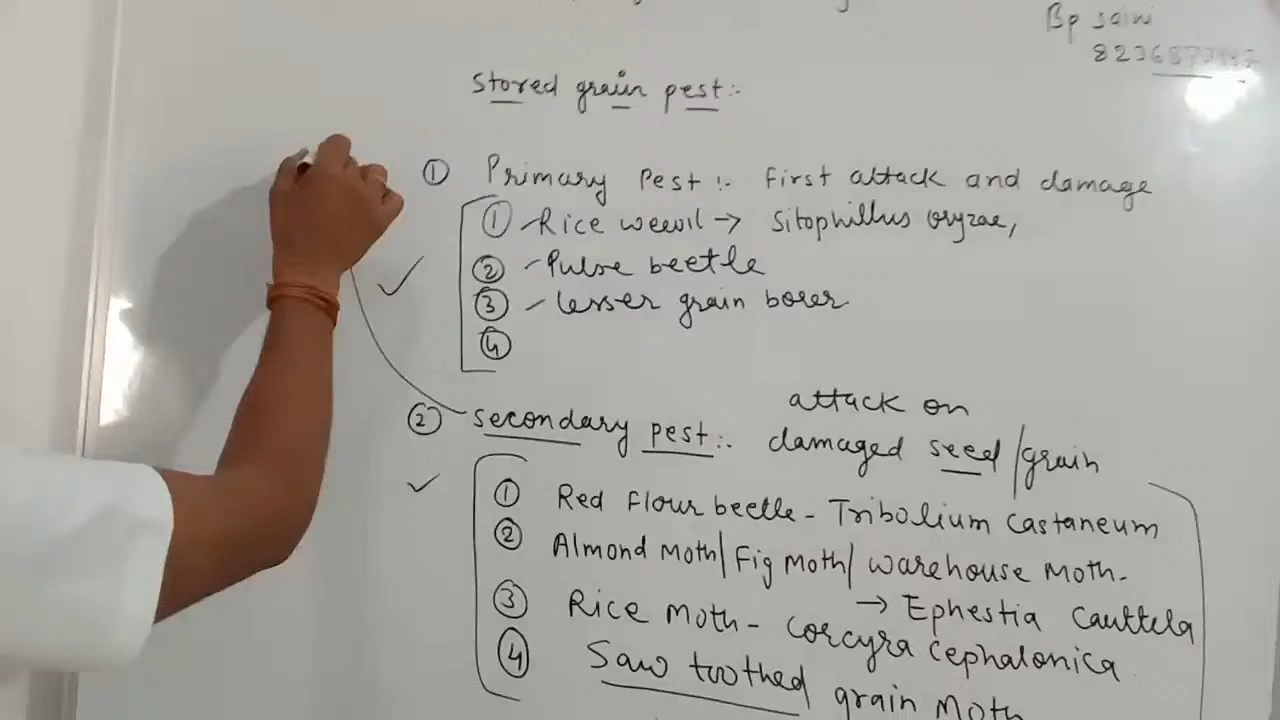 Bp saini
stored grain pest:-
① Primary Pest :- First attack and damage
① - Rice weevil → Sitophillus oryzae,
② - Pulse beetle
③ - lesser grain borer
④
② secondary pest:- attack on
damaged seed/grain
① Red Flour beetle - Tribolium castaneum
② Almond Moth/Fig Moth/warehouse Moth-
→ Ephestia Cauttela
③ Rice Moth - Corcyra cephalonica
④ Saw toothed grain Moth